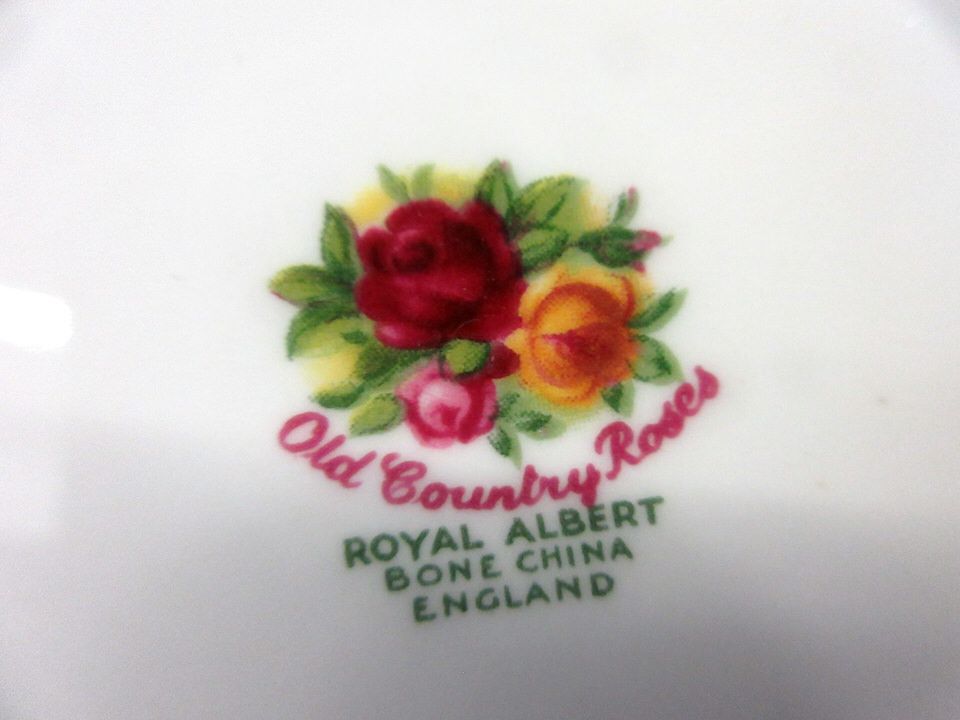 Old Country Roses
ROYAL ALBERT
BONE CHINA
ENGLAND